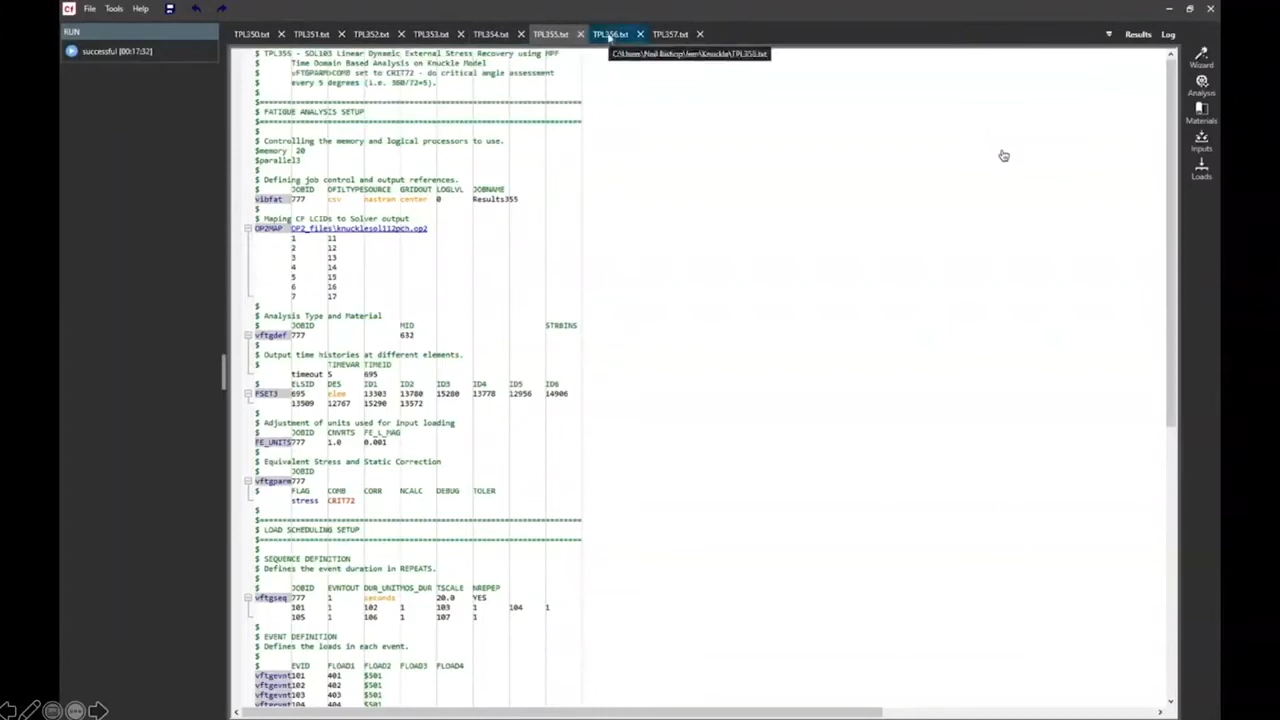 Cf File Tools Help
RUN
successful [00:17:32]
TPL350.txt TPL351.txt TPL352.txt TPL353.txt TPL354.txt TPL355.txt TPL356.txt TPL357.txt
Results Log
$ TPL355 - SOL103 Linear Dynamic External Stress Recovery using MPF
$ Time Domain Based Analysis on Knuckle Model
$ vFTGPARM>COMB set to CRIT72 - do critical angle assessment
$ every 5 degrees (i.e. 360/72=5).
$
$
$ FATIGUE ANALYSIS SETUP
$
$
$ Controlling the memory and logical processors to use.
$memory 20
$parallel3
$
$ Defining job control and output references.
$ JOBID OFILTYPESOURCE GRIDOUT LOGLVL JOBNAME
vibfat 777 csv nastran center 0 Results355
$
$ Maping CF LCIDs to Solver output
OP2MAP OP2_files\knucklesol112pch.op2
1 11
2 12
3 13
4 14
5 15
6 16
7 17
$
$ Analysis Type and Material
$ JOBID MID STRBINS
vftgdef 777 632
$
$ Output time histories at different elements.
$ TIMEVAR TIMEID
timeout S 695
$ ELSID DES ID1 ID2 ID3 ID4 ID5 ID6
FSET3 695 elem 13303 13780 15280 13778 12956 14906
13509 12767 15290 13572
$
$ Adjustment of units used for input loading
$ JOBID CNVRTS FE_L_MAG
FE_UNITS777 1.0 0.001
$
$ Equivalent Stress and Static Correction
$ JOBID
vftgparm777
$ FLAG COMB CORR NCALC DEBUG TOLER
stress CRIT72
$
$
$ LOAD SCHEDULING SETUP
$
$
$ SEQUENCE DEFINITION
$ Defines the event duration in REPEATS.
$
$ JOBID EVNTOUT DUR_UNITMOS_DUR TSCALE NREPEP
vftgseq 777 1 seconds 20.0 YES
101 1 102 1 103 1 104 1
105 1 106 1 107 1
$
$ EVENT DEFINITION
$ Defines the loads in each event.
$
$ EVID FLOAD1 FLOAD2 FLOAD3 FLOAD4
vftgevnt101 401 $501
vftgevnt102 402 $501
vftgevnt103 403 $501
vftgevnt104 404 $501
Wizard
Analysis
Materials
Inputs
Loads